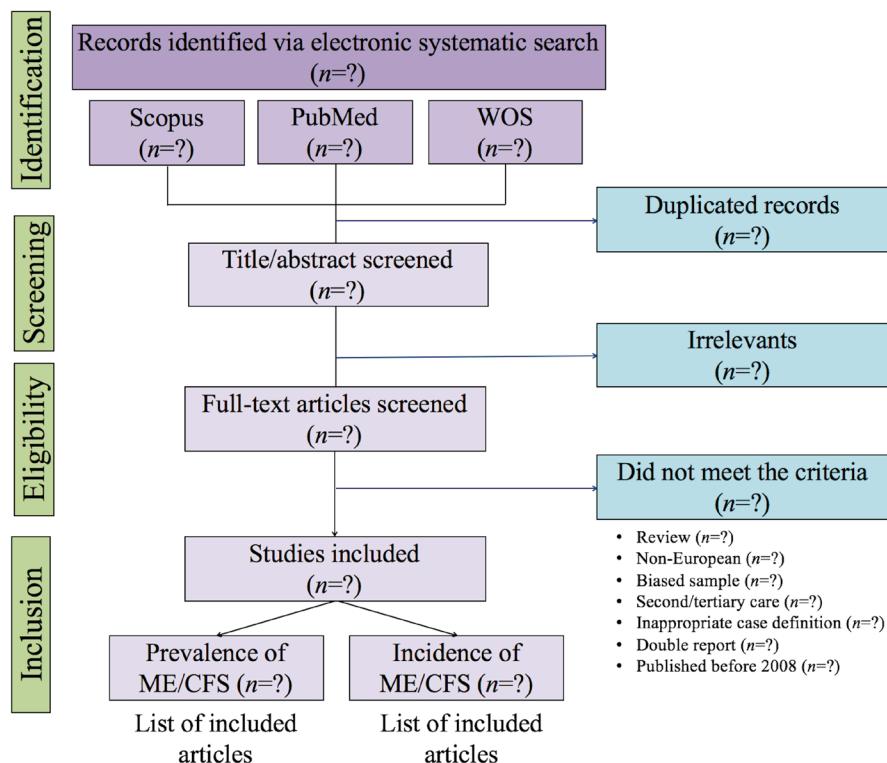 Identification
Records identified via electronic systematic search
(n=?)
Scopus
(n=?)
PubMed
(n=?)
WOS
(n=?)
Duplicated records
(n=?)
Screening
Title/abstract screened
(n=?)
Irrelevants
(n=?)
Eligibility
Full-text articles screened
(n=?)
Did not meet the criteria
(n=?)
• Review (n=?)
• Non-European (n=?)
• Biased sample (n=?)
• Second/tertiary care (n=?)
• Inappropriate case definition (n=?)
• Double report (n=?)
• Published before 2008 (n=?)
Inclusion
Studies included
(n=?)
Prevalence of
ME/CFS (n=?)
Incidence of
ME/CFS (n=?)
List of included
articles
List of included
articles